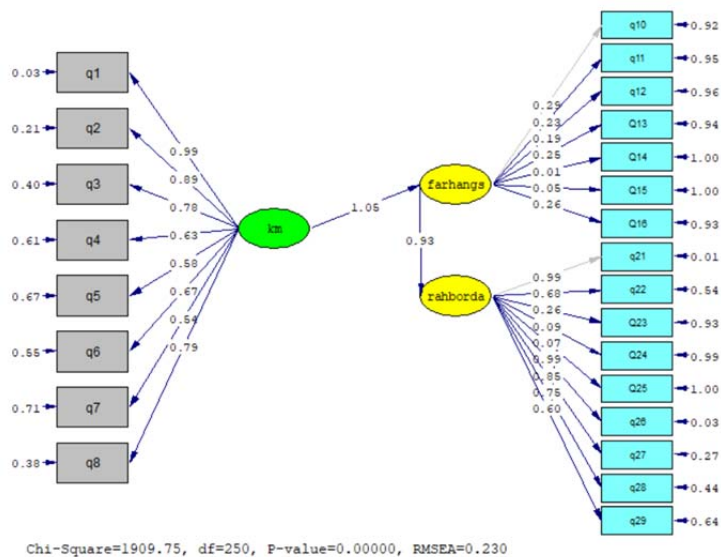 0.03 q1
0.21 q2
0.40 q3
0.61 q4
0.67 q5
0.55 q6
0.71 q7
0.38 q8
0.99
0.89
0.78
0.63
0.58
0.67
0.54
0.79
km
1.05
farhangs
0.93
rahborda
0.29
0.23
0.19
0.25
0.01
0.05
0.26
0.99
0.68
0.26
0.09
0.07
0.99
0.85
0.75
0.60
q10 0.92
q11 0.95
q12 0.96
Q13 0.94
Q14 1.00
Q15 1.00
Q16 0.93
q21 0.01
q22 0.54
Q23 0.93
Q24 0.99
Q25 1.00
q26 0.03
q27 0.27
q28 0.44
q29 0.64
Chi-Square=1909.75, df=250, P-value=0.00000, RMSEA=0.230